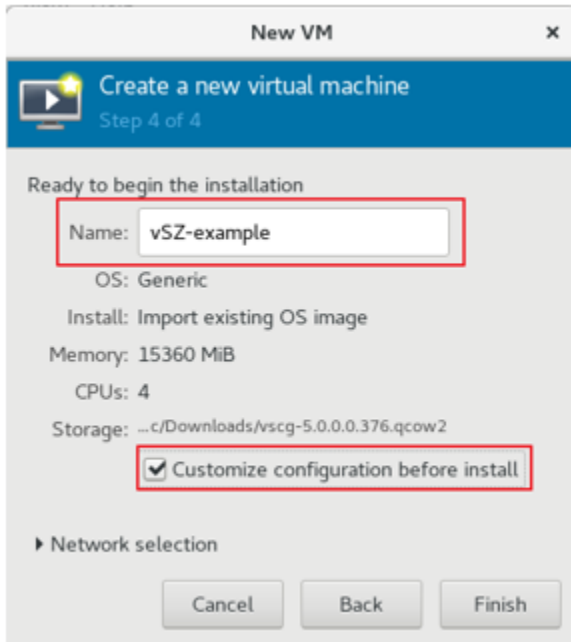 New VM ×
Create a new virtual machine
Step 4 of 4
Ready to begin the installation
Name: vSZ-example
OS: Generic
Install: Import existing OS image
Memory: 15360 MiB
CPUs: 4
Storage: ...c/Downloads/vscg-5.0.0.0.376.qcow2
Customize configuration before install
Network selection
Cancel Back Finish